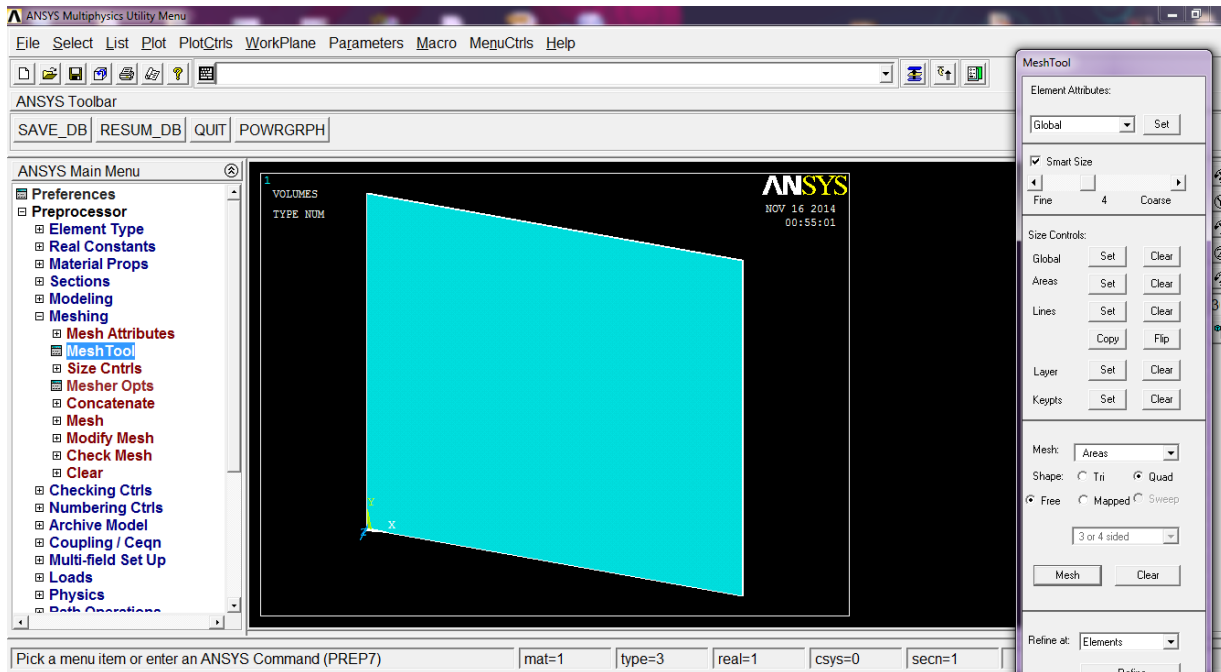 ANSYS Multiphysics Utility Menu
File Select List Plot PlotCtrls WorkPlane Parameters Macro MenuCtrls Help
ANSYS Toolbar
SAVE_DB RESUM_DB QUIT POWRGRPH
ANSYS Main Menu
Preferences
Preprocessor
Element Type
Real Constants
Material Props
Sections
Modeling
Meshing
Mesh Attributes
MeshTool
Size Cntrls
Mesher Opts
Concatenate
Mesh
Modify Mesh
Check Mesh
Clear
Checking Ctrls
Numbering Ctrls
Archive Model
Coupling / Ceqn
Multi-field Set Up
Loads
Physics
Path Operations
1
VOLUMES
TYPE NUM
ANSYS
NOV 16 2014
00:55:01
Y
X
Z
MeshTool
Element Attributes:
Global Set
Smart Size
Fine 4 Coarse
Size Controls:
Global Set Clear
Areas Set Clear
Lines Set Clear
Copy Flip
Layer Set Clear
Keypts Set Clear
Mesh: Areas
Shape: Tri Quad
Free Mapped Sweep
3 or 4 sided
Mesh Clear
Refine at: Elements
Refine
3
Pick a menu item or enter an ANSYS Command (PREP7) mat=1 type=3 real=1 csys=0 secn=1